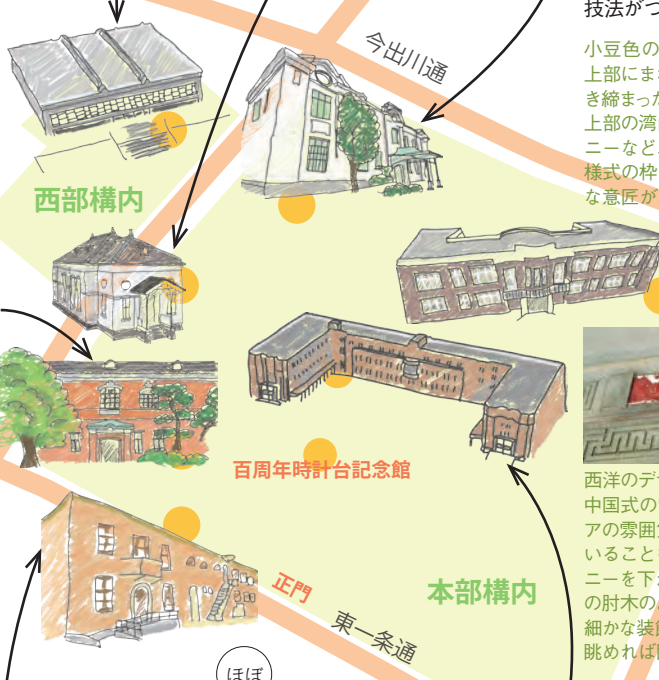 技法がつ
今出川通
小豆色の
上部にま
き締まった
上部の湾
ニーなど
様式の枠
な意匠が
西部構内
百周年時計台記念館
西洋のデ
中国式の
アの雰囲
いること
ニーを下
の肘木の
細かな装
眺めれば
正門
本部構内
東一条通
ほぼ